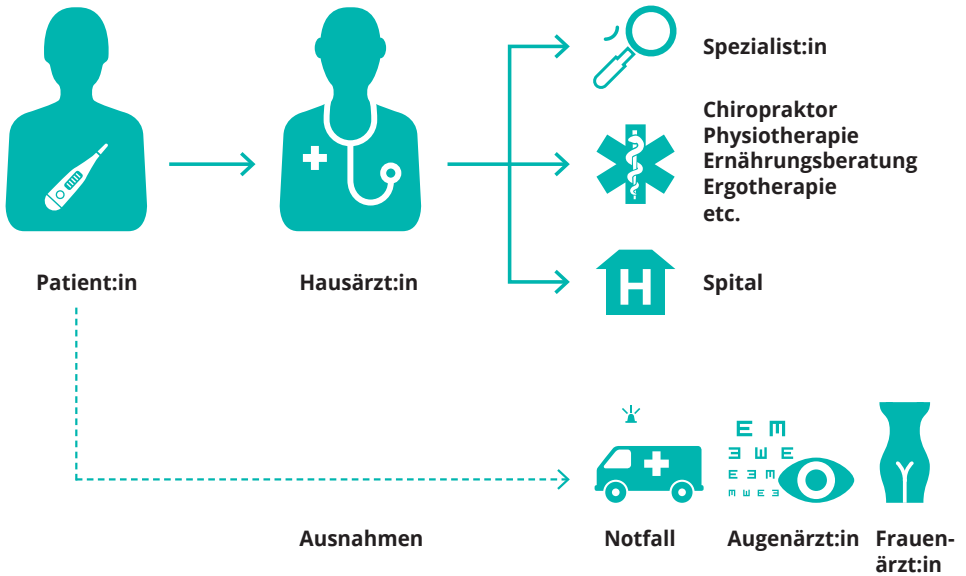 Spezialist:in
Chiropraktor
Physiotherapie
Ernährungsberatung
Ergotherapie
etc.
Patient:in
Hausärzt:in
H
Spital
E M
E W E
E E M
M W E E
Ausnahmen
Notfall
Augenärzt:in
Frauen-
ärzt:in